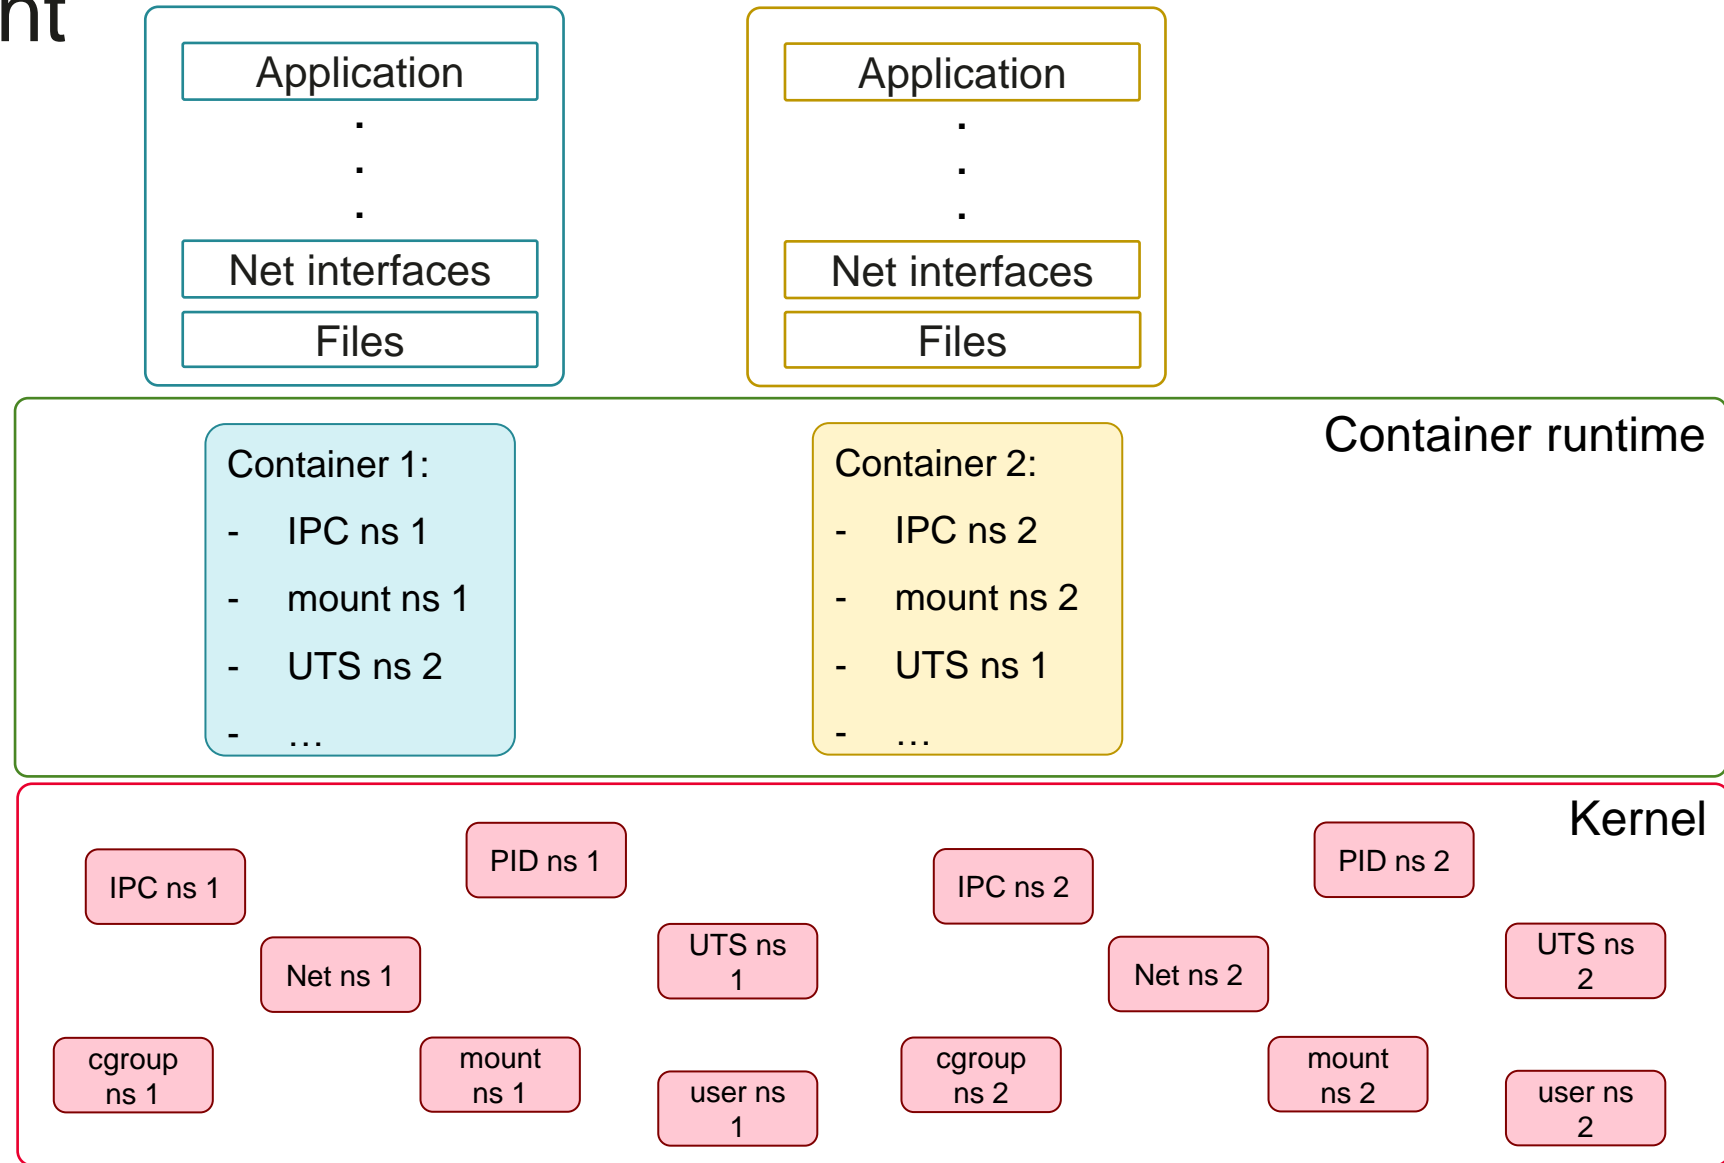 nt
Application
.
.
.
Net interfaces
Files
Application
.
.
.
Net interfaces
Files
Container runtime
Container 1:
- IPC ns 1
- mount ns 1
- UTS ns 2
- …
Container 2:
- IPC ns 2
- mount ns 2
- UTS ns 1
- …
Kernel
IPC ns 1
PID ns 1
Net ns 1
UTS ns
1
cgroup
ns 1
mount
ns 1
user ns
1
IPC ns 2
PID ns 2
Net ns 2
UTS ns
2
cgroup
ns 2
mount
ns 2
user ns
2